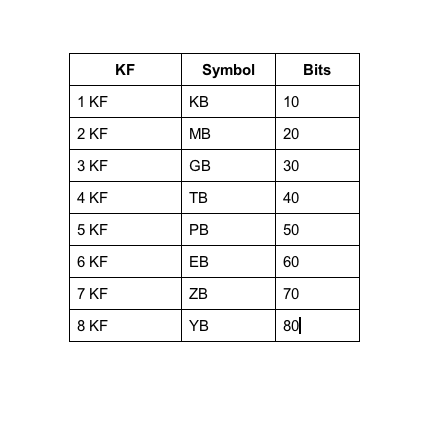 KF Symbol Bits
1 KF KB 10
2 KF MB 20
3 KF GB 30
4 KF TB 40
5 KF PB 50
6 KF EB 60
7 KF ZB 70
8 KF YB 80